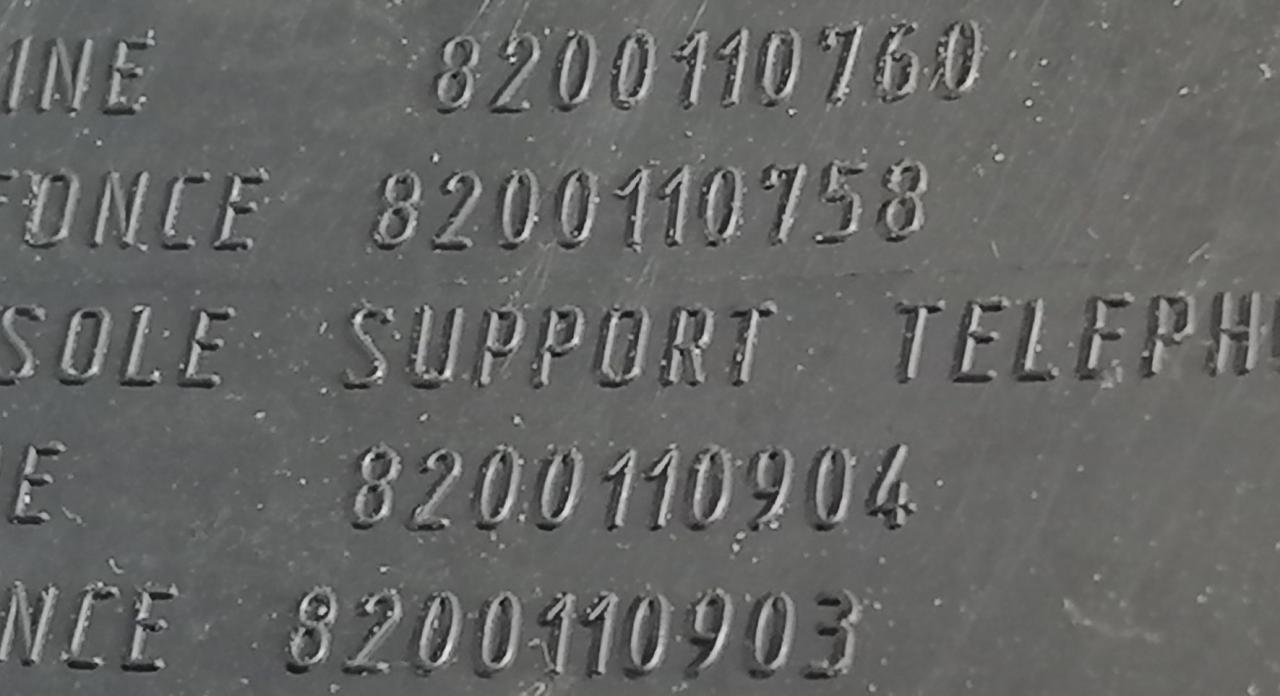 INE 8200110760
FONCE 8200110758
SOLE SUPPORT TELEPH
E 8200110904
NCE 8200110903